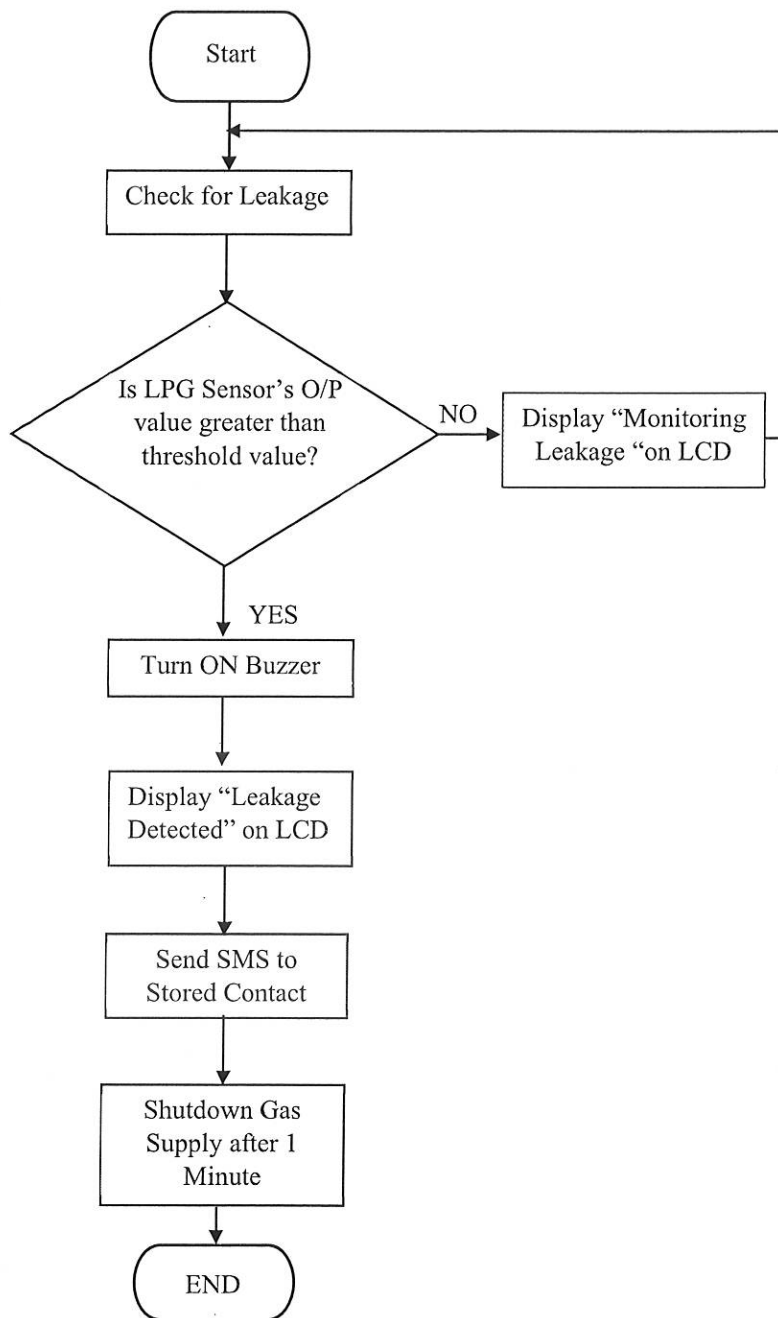 Start
Check for Leakage
Is LPG Sensor’s O/P
value greater than
threshold value?
NO
Display “Monitoring
Leakage “on LCD
YES
Turn ON Buzzer
Display “Leakage
Detected” on LCD
Send SMS to
Stored Contact
Shutdown Gas
Supply after 1
Minute
END